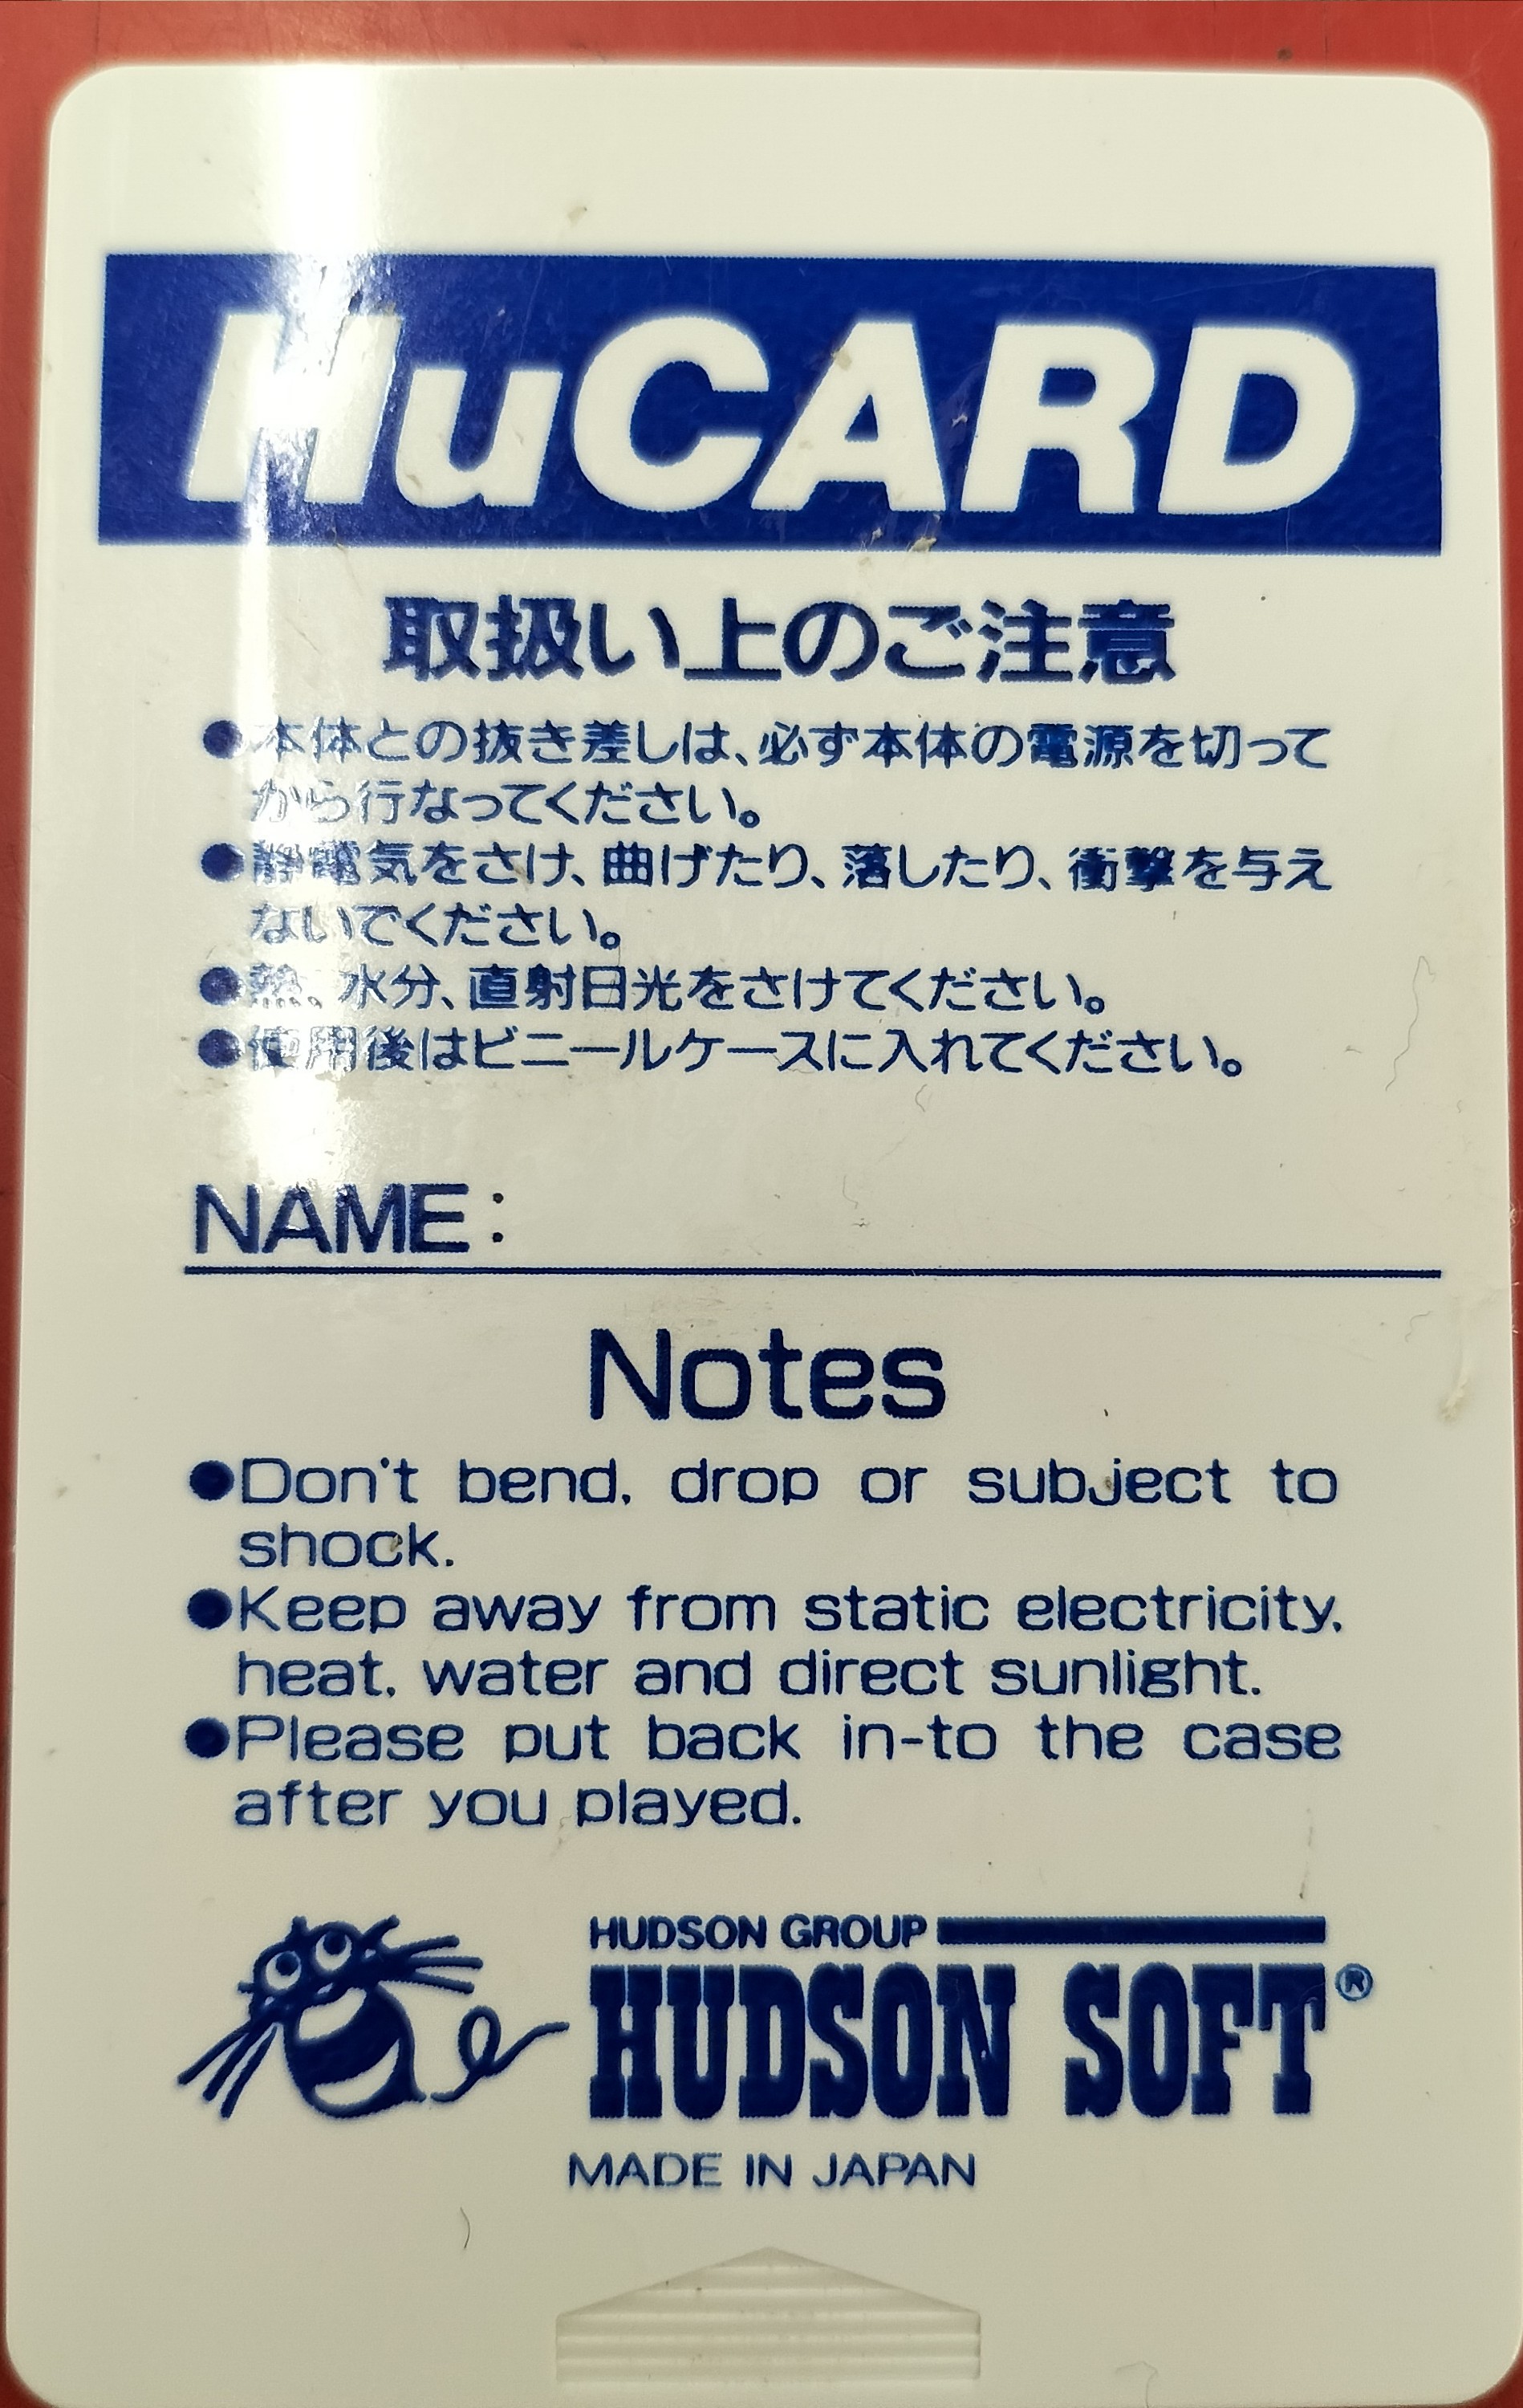 HuCARD
取扱い上のご注意
●本体との抜き差しは、必ず本体の電源を切って
から行なってください。
●静電気をさけ、曲げたり、落したり、衝撃を与え
ないでください。
●熱、水分、直射日光をさけてください。
●使用後はビニールケースに入れてください。
NAME:
Notes
●Don't bend, drop or subject to
shock.
●Keep away from static electricity,
heat, water and direct sunlight.
●Please put back in-to the case
after you played.
HUDSON GROUP
HUDSON SOFT®
MADE IN JAPAN